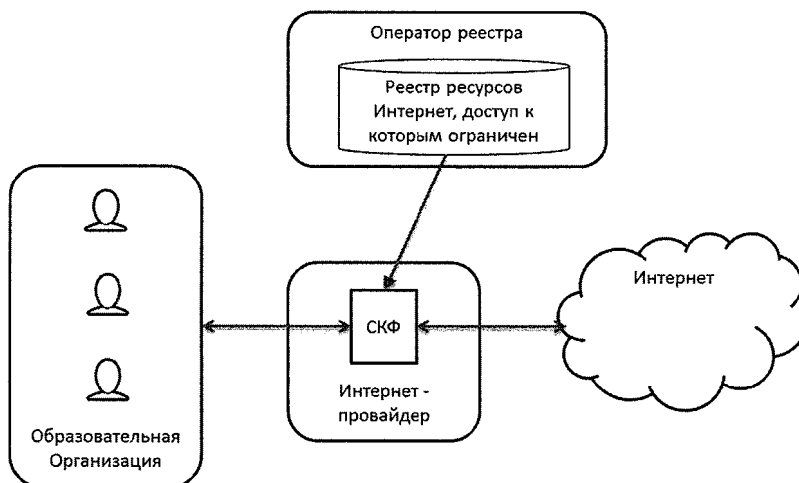 Оператор реестра
Реестр ресурсов
Интернет, доступ к
которым ограничен
Интернет
СКФ
Интернет -
провайдер
Образовательная
Организация